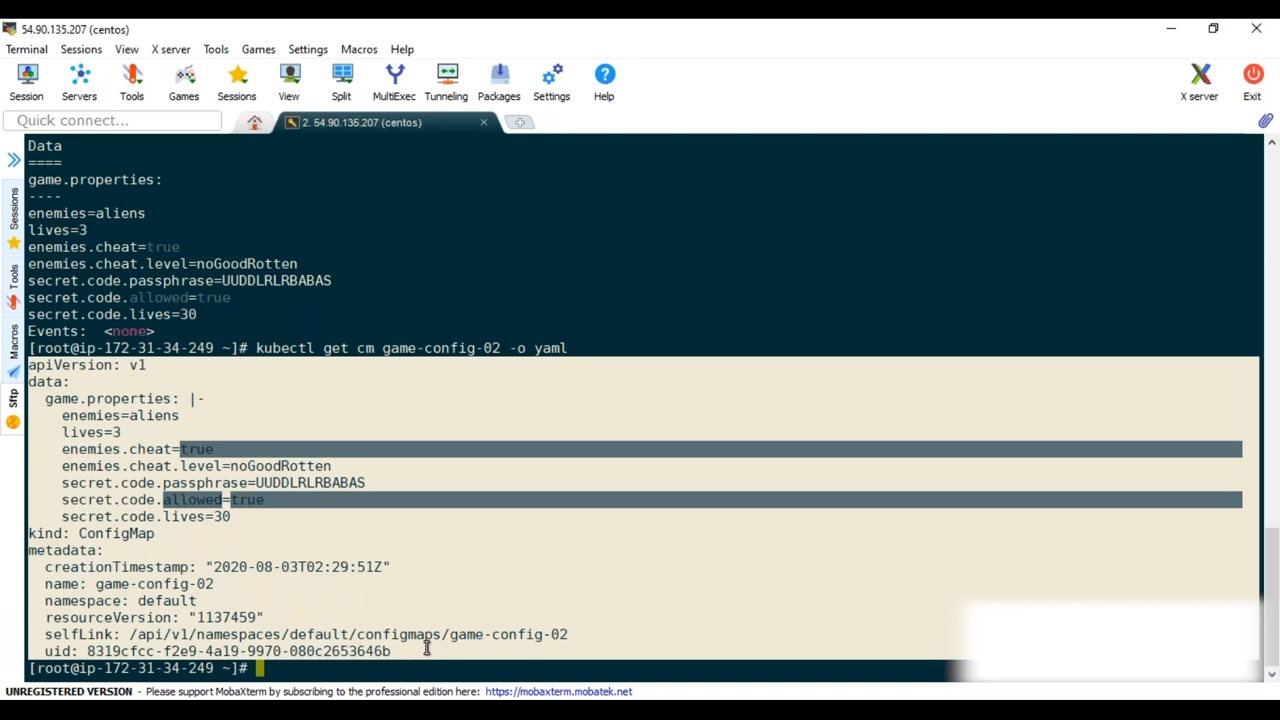 54.90.135.207 (centos)
Terminal Sessions View X server Tools Games Settings Macros Help
Session Servers Tools Games Sessions View Split MultiExec Tunneling Packages Settings Help X server Exit
Quick connect... 2. 54.90.135.207 (centos)
Sessions
Tools
Macros
Sftp
Data
====
game.properties:
----
enemies=aliens
lives=3
enemies.cheat=true
enemies.cheat.level=noGoodRotten
secret.code.passphrase=UUDDLRLRBABAS
secret.code.allowed=true
secret.code.lives=30
Events:  <none>
[root@ip-172-31-34-249 ~]# kubectl get cm game-config-02 -o yaml
apiVersion: v1
data:
  game.properties: |-
    enemies=aliens
    lives=3
    enemies.cheat=true
    enemies.cheat.level=noGoodRotten
    secret.code.passphrase=UUDDLRLRBABAS
    secret.code.allowed=true
    secret.code.lives=30
kind: ConfigMap
metadata:
  creationTimestamp: "2020-08-03T02:29:51Z"
  name: game-config-02
  namespace: default
  resourceVersion: "1137459"
  selfLink: /api/v1/namespaces/default/configmaps/game-config-02
  uid: 8319cfcc-f2e9-4a19-9970-080c2653646b
[root@ip-172-31-34-249 ~]#
UNREGISTERED VERSION - Please support MobaXterm by subscribing to the professional edition here: https://mobaxterm.mobatek.net